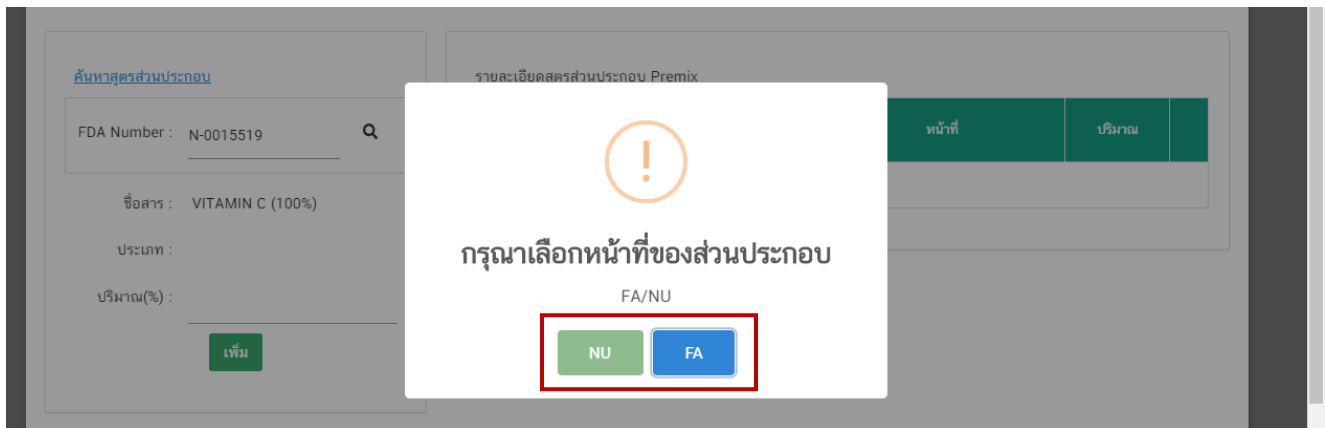 ค้นหาสูตรส่วนประกอบ
FDA Number : N-0015519
ชื่อสาร : VITAMIN C (100%)
ประเภท :
ปริมาณ(%) :
เพิ่ม
รายละเอียดสูตรส่วนประกอบ Premix
หน้าที่ ปริมาณ
!
กรุณาเลือกหน้าที่ของส่วนประกอบ
FA/NU
NU FA